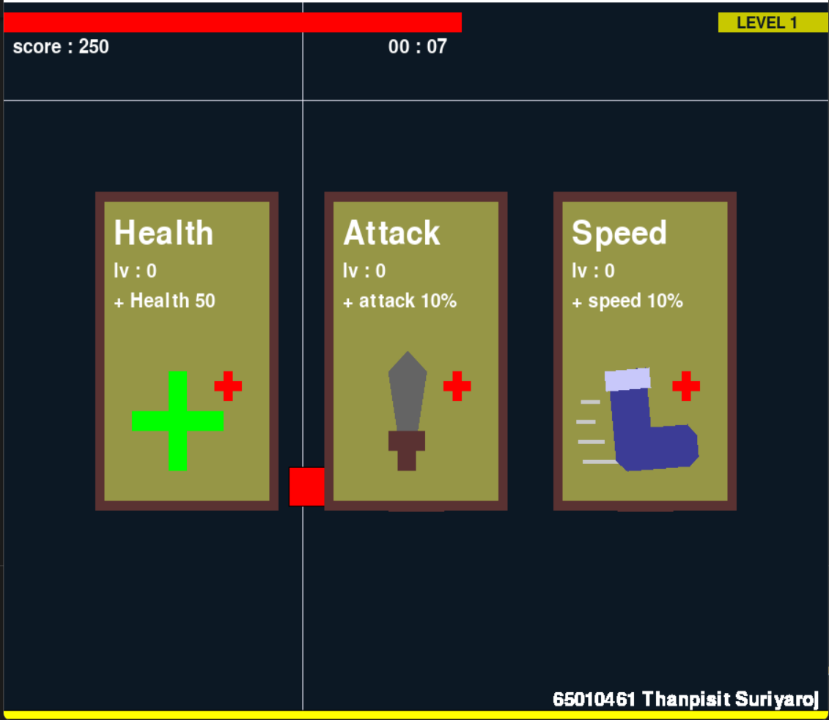 LEVEL 1
score : 250
00 : 07
Health
lv : 0
+ Health 50
Attack
lv : 0
+ attack 10%
Speed
lv : 0
+ speed 10%
65010461 Thanpisit Suriyaroj